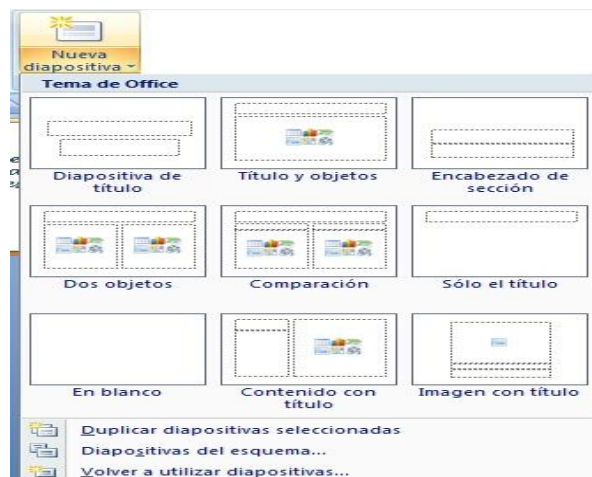 Nueva
diapositiva
Tema de Office
Diapositiva de
título
Título y objetos
Encabezado de
sección
Dos objetos
Comparación
Sólo el título
En blanco
Contenido con
título
Imagen con título
Duplicar diapositivas seleccionadas
Diapositivas del esquema...
Volver a utilizar diapositivas...